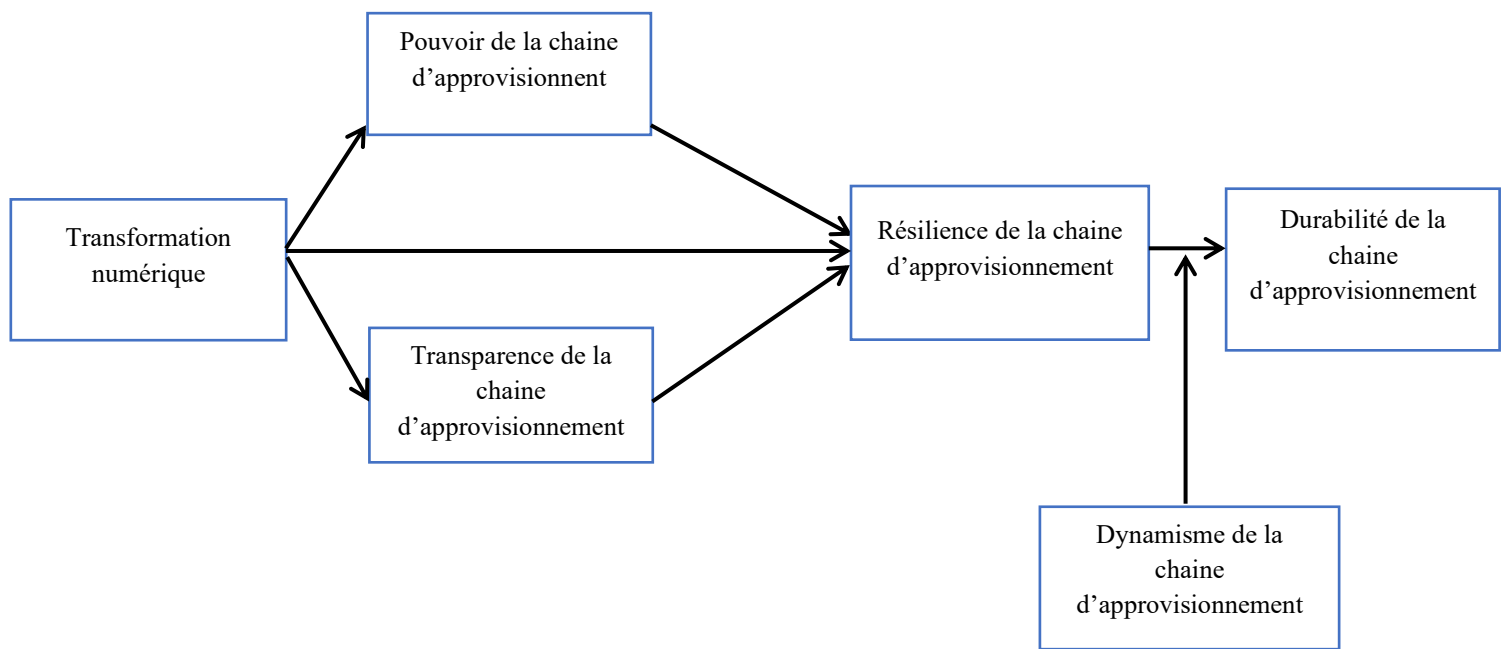 Pouvoir de la chaine
d’approvisionnent
Transformation
numérique
Résilience de la chaine
d’approvisionnement
Durabilité de la
chaine
d’approvisionnement
Transparence de la
chaine
d’approvisionnement
Dynamisme de la
chaine
d’approvisionnement